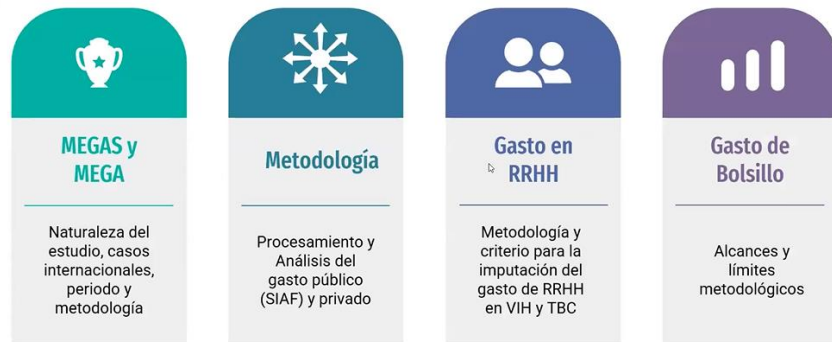 MEGAS y
MEGA
Naturaleza del
estudio, casos
internacionales,
periodo y
metodología
Metodología
Procesamiento y
Análisis del
gasto público
(SIAF) y privado
Gasto en
RRHH
Metodología y
criterio para la
imputación del
gasto de RRHH
en VIH y TBC
Gasto de
Bolsillo
Alcances y
límites
metodológicos